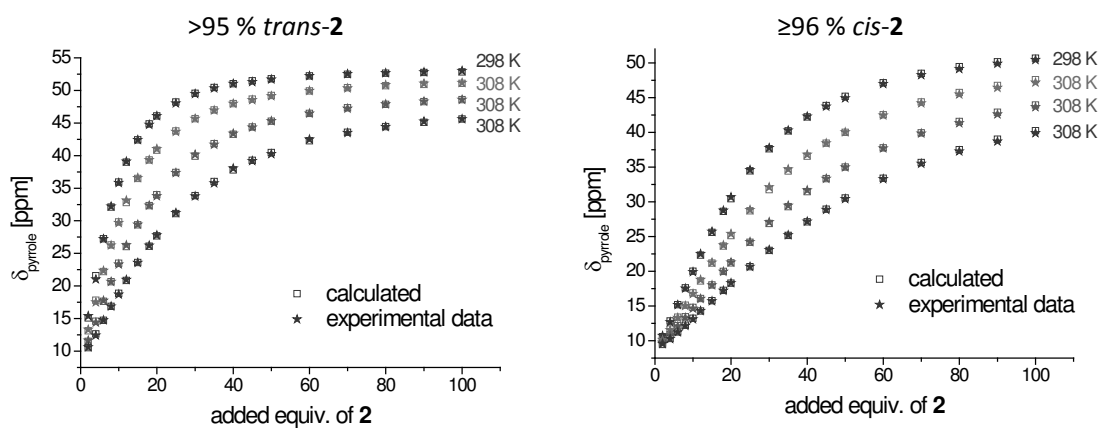 >95 % trans-2
55
50
45
40
35
30
25
20
15
10
δpyrrole [ppm]
298 K
308 K
308 K
308 K
calculated
experimental data
0 20 40 60 80 100
added equiv. of 2
≥96 % cis-2
50
45
40
35
30
25
20
15
10
δpyrrole [ppm]
298 K
308 K
308 K
308 K
calculated
experimental data
0 20 40 60 80 100
added equiv. of 2